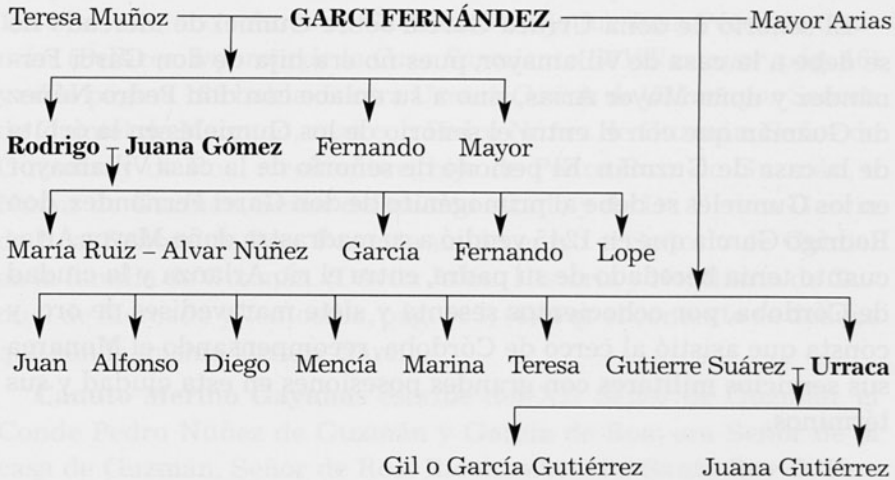 Teresa Muñoz GARCI FERNÁNDEZ Mayor Arias
Rodrigo Juana Gómez Fernando Mayor
María Ruiz – Alvar Núñez García Fernando Lope
Juan Alfonso Diego Mencía Marina Teresa Gutierre Suárez Urraca
Gil o García Gutiérrez Juana Gutiérrez